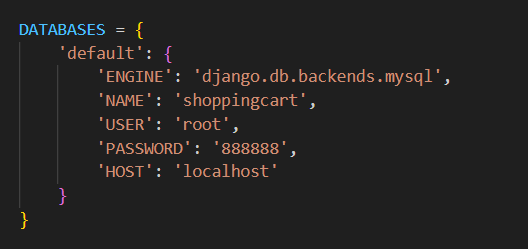 DATABASES = {
    'default': {
        'ENGINE': 'django.db.backends.mysql',
        'NAME': 'shoppingcart',
        'USER': 'root',
        'PASSWORD': '888888',
        'HOST': 'localhost'
    }
}